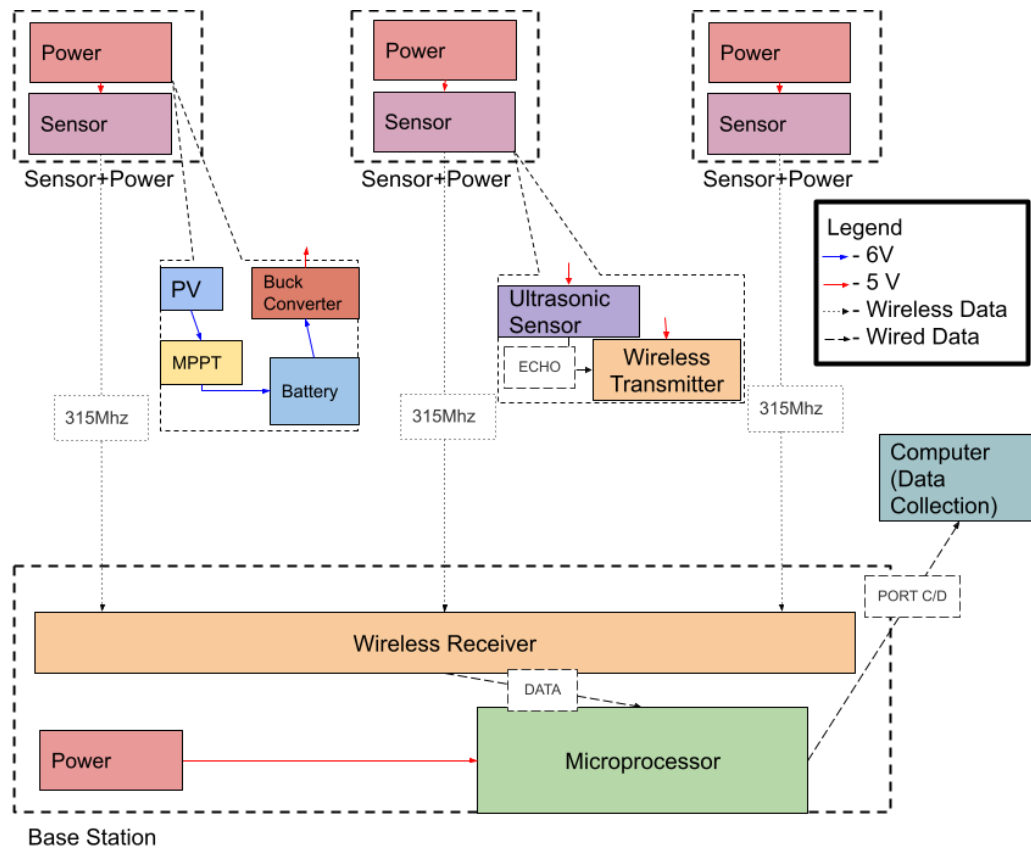 Power
Sensor
Sensor+Power
Power
Sensor
Sensor+Power
Power
Sensor
Sensor+Power
Legend
- 6V
- 5 V
- Wireless Data
- Wired Data
PV
Buck
Converter
MPPT
Battery
Ultrasonic
Sensor
ECHO
Wireless
Transmitter
315Mhz
315Mhz
315Mhz
Computer
(Data
Collection)
PORT C/D
Wireless Receiver
DATA
Power
Microprocessor
Base Station